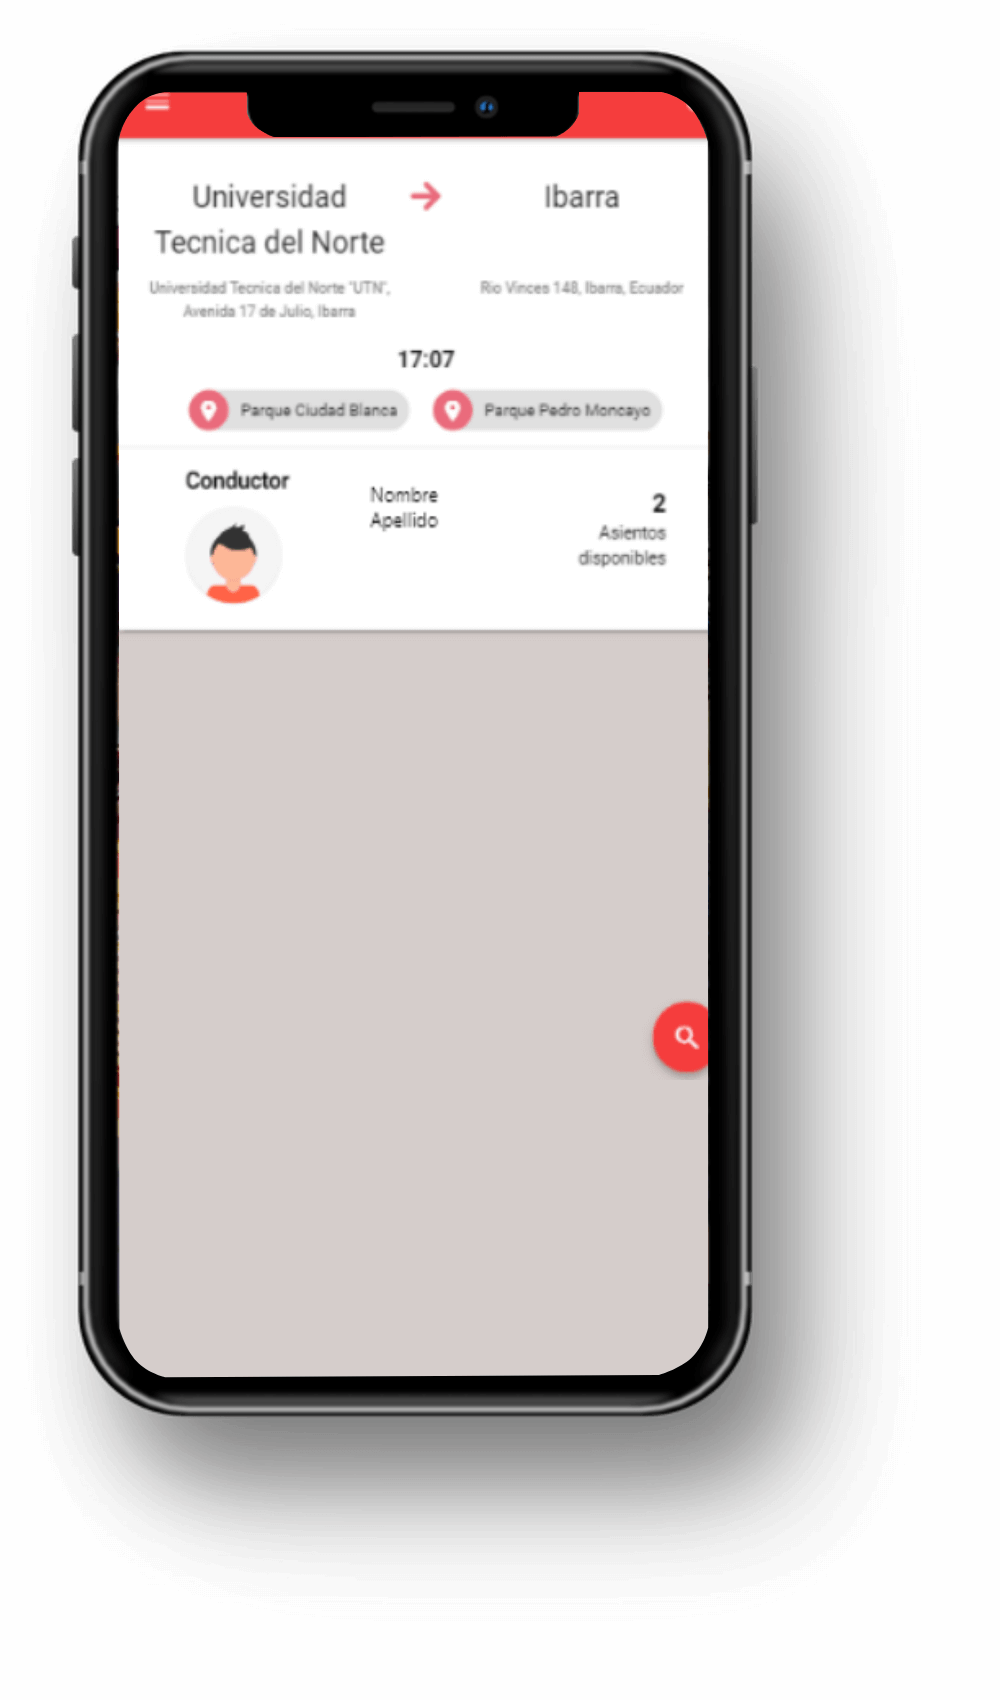 Universidad
Tecnica del Norte
Ibarra
Universidad Tecnica del Norte "UTN",
Avenida 17 de Julio, Ibarra
Rio Vinces 148, Ibarra, Ecuador
17:07
Parque Ciudad Blanca
Parque Pedro Moncayo
Conductor
Nombre
Apellido
2
Asientos
disponibles